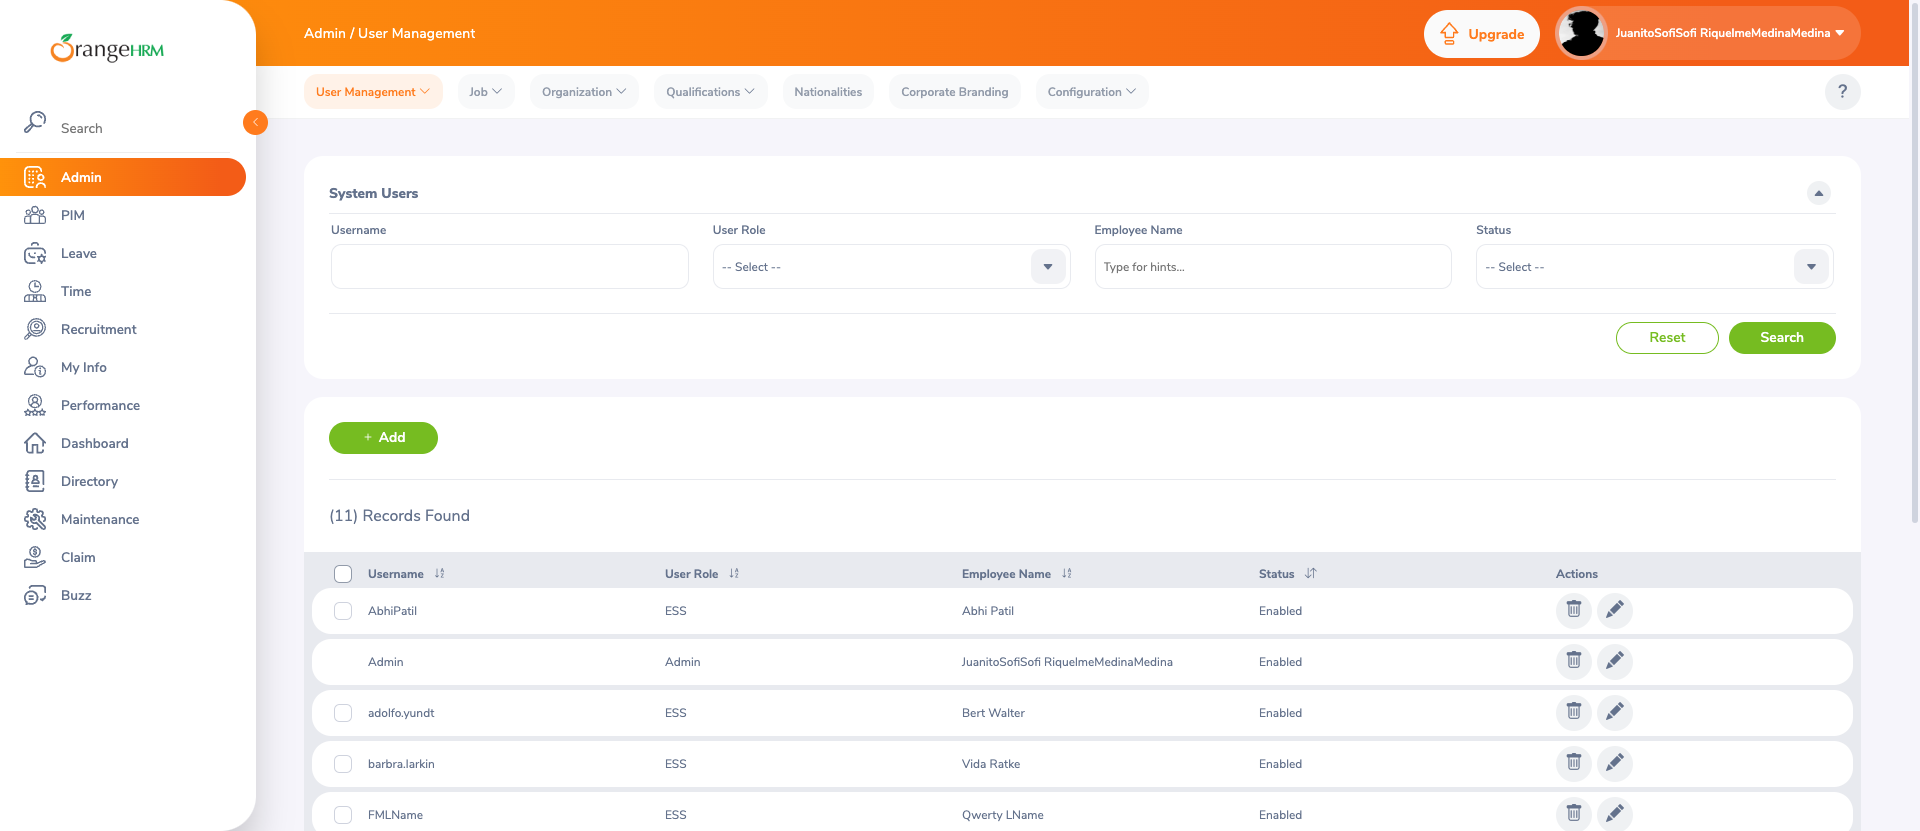 OrangeHRM
Admin / User Management
Upgrade
JuanitoSofiSofi RiquelmeMedinaMedina
User Management
Job
Organization
Qualifications
Nationalities
Corporate Branding
Configuration
?
Search
Admin
PIM
Leave
Time
Recruitment
My Info
Performance
Dashboard
Directory
Maintenance
Claim
Buzz
System Users
Username User Role Employee Name Status
-- Select -- Type for hints... -- Select --
Reset Search
+ Add
(11) Records Found
Username User Role Employee Name Status Actions
AbhiPatil ESS Abhi Patil Enabled
Admin Admin JuanitoSofiSofi RiquelmeMedinaMedina Enabled
adolfo.yundt ESS Bert Walter Enabled
barbra.larkin ESS Vida Ratke Enabled
FMLName ESS Qwerty LName Enabled